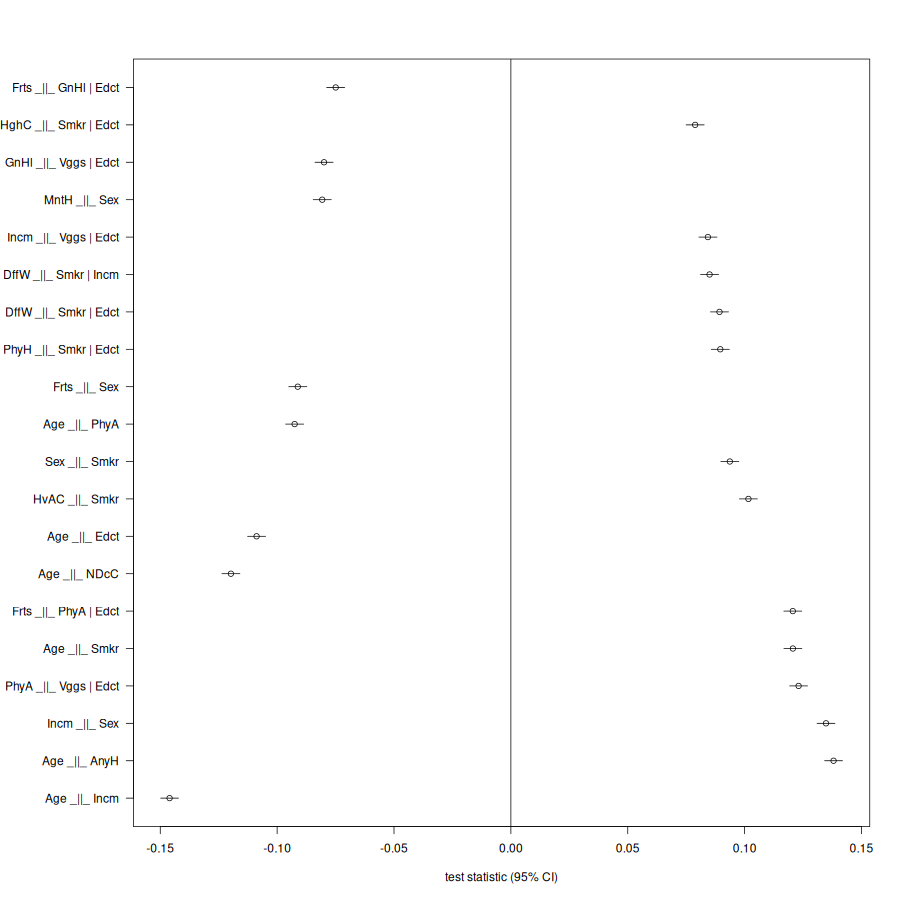 Frts _||_ GnHl | Edct
HghC _||_ Smkr | Edct
GnHl _||_ Vggs | Edct
MntH _||_ Sex
Incm _||_ Vggs | Edct
DffW _||_ Smkr | Incm
DffW _||_ Smkr | Edct
PhyH _||_ Smkr | Edct
Frts _||_ Sex
Age _||_ PhyA
Sex _||_ Smkr
HvAC _||_ Smkr
Age _||_ Edct
Age _||_ NDcC
Frts _||_ PhyA | Edct
Age _||_ Smkr
PhyA _||_ Vggs | Edct
Incm _||_ Sex
Age _||_ AnyH
Age _||_ Incm
-0.15 -0.10 -0.05 0.00 0.05 0.10 0.15
test statistic (95% CI)